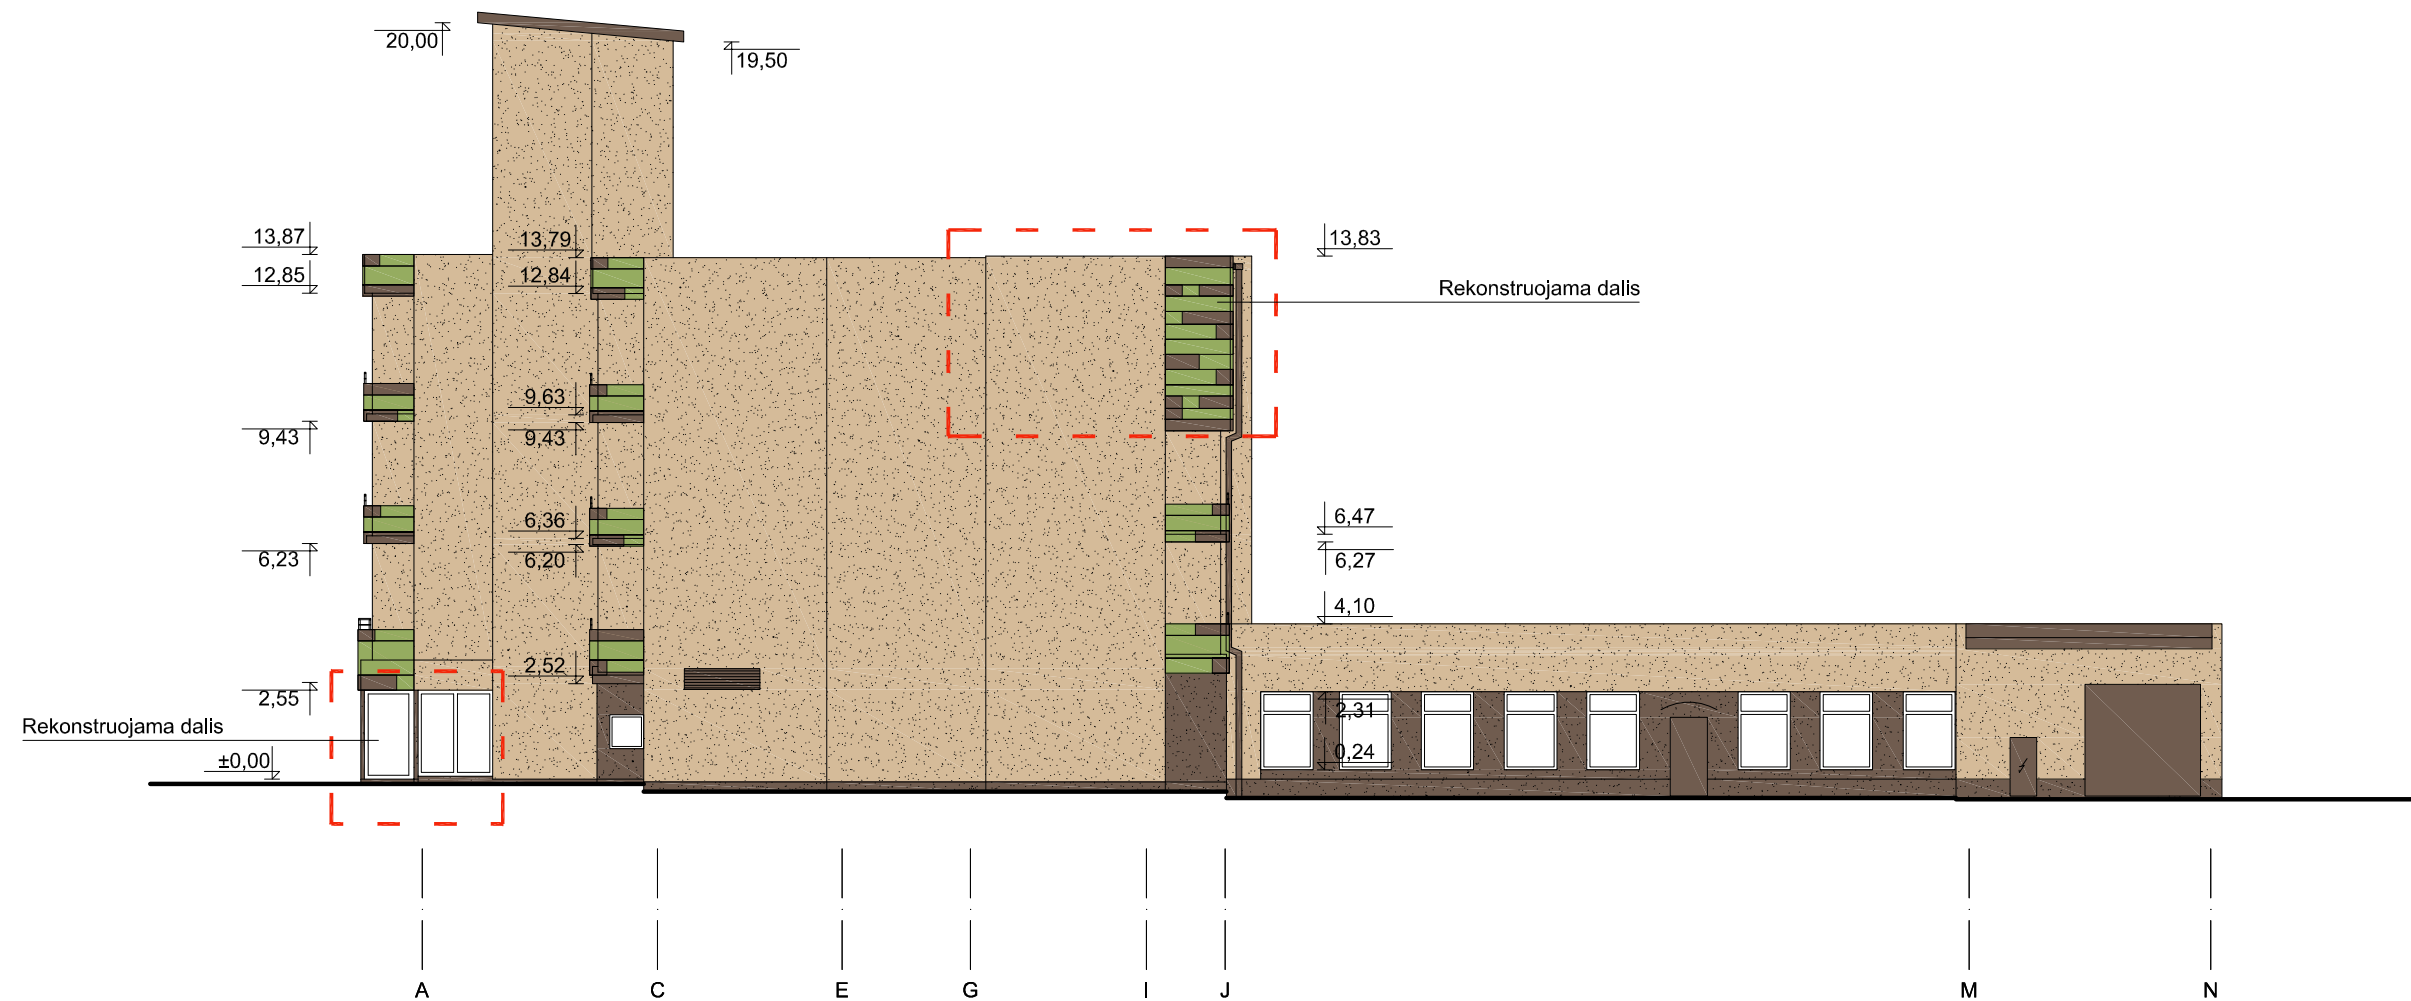 20,00
19,50
13,87
13,79
13,83
12,85
12,84
Rekonstruojama dalis
9,63
9,43
9,43
6,36
6,47
6,23
6,20
6,27
4,10
2,52
2,55
2,31
Rekonstruojama dalis
±0,00
0,24
A
C
E
G
I
J
M
N